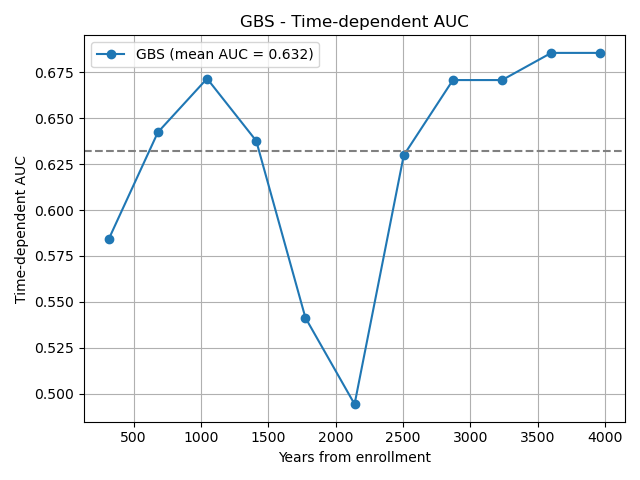 GBS - Time-dependent AUC
GBS (mean AUC = 0.632)
Time-dependent AUC
0.675
0.650
0.625
0.600
0.575
0.550
0.525
0.500
500 1000 1500 2000 2500 3000 3500 4000
Years from enrollment